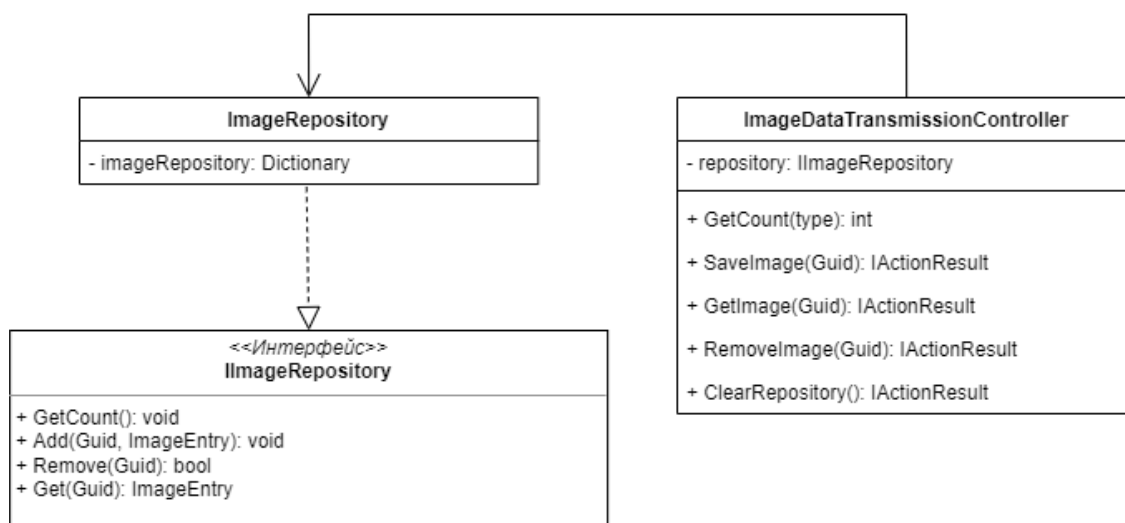 ImageRepository
- imageRepository: Dictionary
ImageDataTransmissionController
- repository: IImageRepository
+ GetCount(type): int
+ SaveImage(Guid): IActionResult
+ GetImage(Guid): IActionResult
+ RemoveImage(Guid): IActionResult
+ ClearRepository(): IActionResult
<<Интерфейс>>
IImageRepository
+ GetCount(): void
+ Add(Guid, ImageEntry): void
+ Remove(Guid): bool
+ Get(Guid): ImageEntry